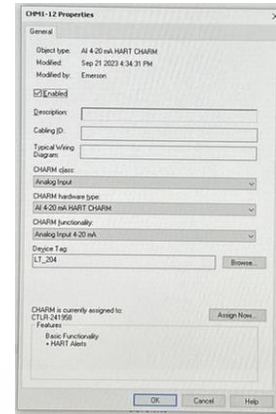 CHM1-12 Properties
General
Object type: AI 4-20 mA HART CHARM
Modified: Sep 21 2023 4:34:31 PM
Modified by: Emerson
Enabled
Description:
Cabling ID:
Typical Wiring
Diagram:
CHARM class:
Analog Input
CHARM hardware type:
AI 4-20 mA HART CHARM
CHARM functionality:
Analog Input 4-20 mA
Device Tag:
LT_204
Browse...
CHARM is currently assigned to:
CTLR-241958
Assign Now...
Features
Basic Functionality
+ HART Alerts
OK Cancel Help